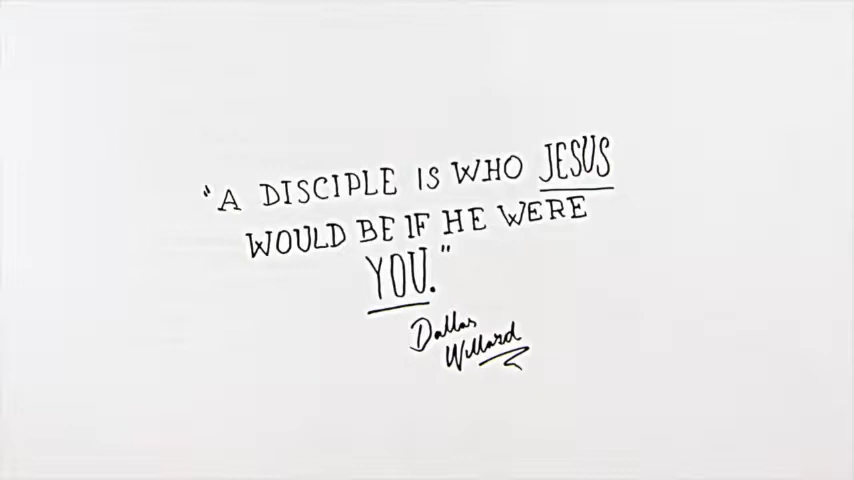 "A DISCIPLE IS WHO JESUS
WOULD BE IF HE WERE
YOU."
Dallas
Willard